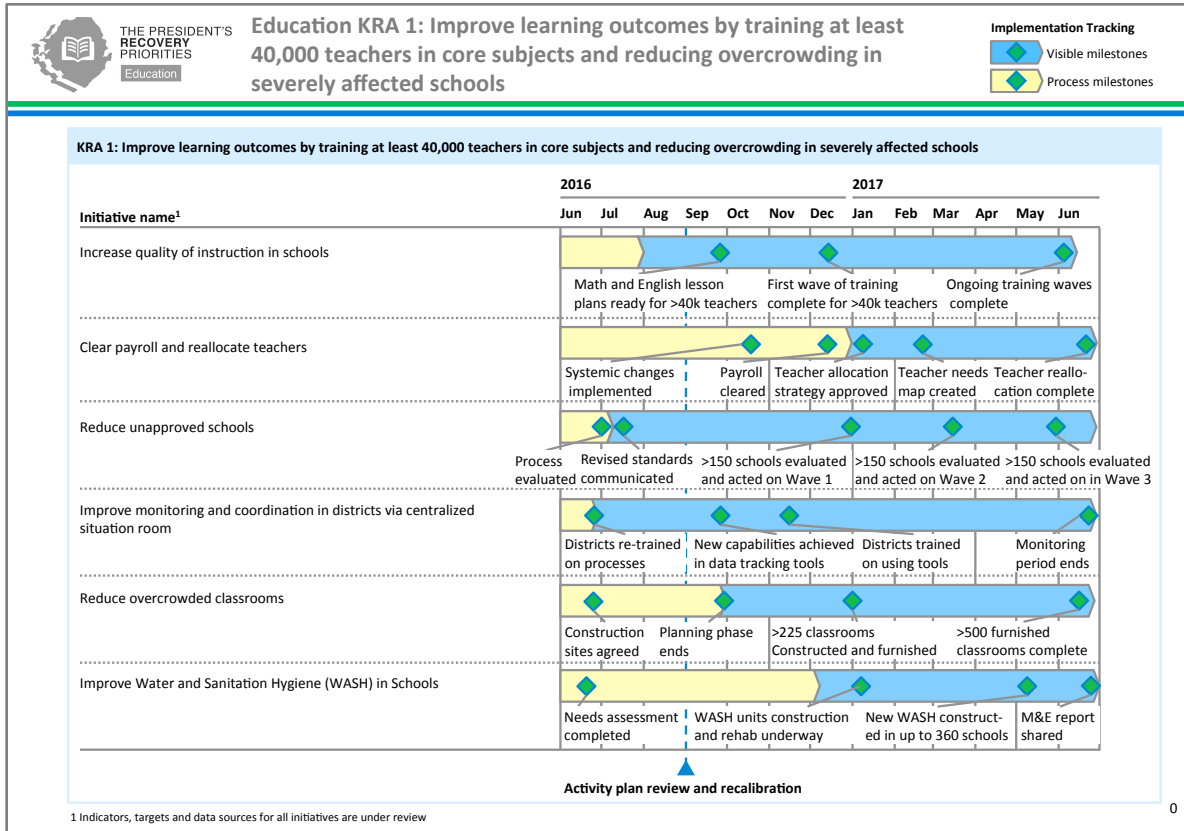 THE PRESIDENT'S
RECOVERY
PRIORITIES
Education
Education KRA 1: Improve learning outcomes by training at least
40,000 teachers in core subjects and reducing overcrowding in
severely affected schools
Implementation Tracking
Visible milestones
Process milestones
KRA 1: Improve learning outcomes by training at least 40,000 teachers in core subjects and reducing overcrowding in severely affected schools
2016 2017
Initiative name1 Jun Jul Aug Sep Oct Nov Dec Jan Feb Mar Apr May Jun
Increase quality of instruction in schools
Math and English lesson
plans ready for >40k teachers
First wave of training
complete for >40k teachers
Ongoing training waves
complete
Clear payroll and reallocate teachers
Systemic changes
implemented
Payroll
cleared
Teacher allocation
strategy approved
Teacher needs
map created
Teacher reallo-
cation complete
Reduce unapproved schools
Process
evaluated
Revised standards
communicated
>150 schools evaluated
and acted on Wave 1
>150 schools evaluated
and acted on Wave 2
>150 schools evaluated
and acted on in Wave 3
Improve monitoring and coordination in districts via centralized
situation room
Districts re-trained
on processes
New capabilities achieved
in data tracking tools
Districts trained
on using tools
Monitoring
period ends
Reduce overcrowded classrooms
Construction
sites agreed
Planning phase
ends
>225 classrooms
Constructed and furnished
>500 furnished
classrooms complete
Improve Water and Sanitation Hygiene (WASH) in Schools
Needs assessment
completed
WASH units construction
and rehab underway
New WASH construct-
ed in up to 360 schools
M&E report
shared
Activity plan review and recalibration
1 Indicators, targets and data sources for all initiatives are under review
0